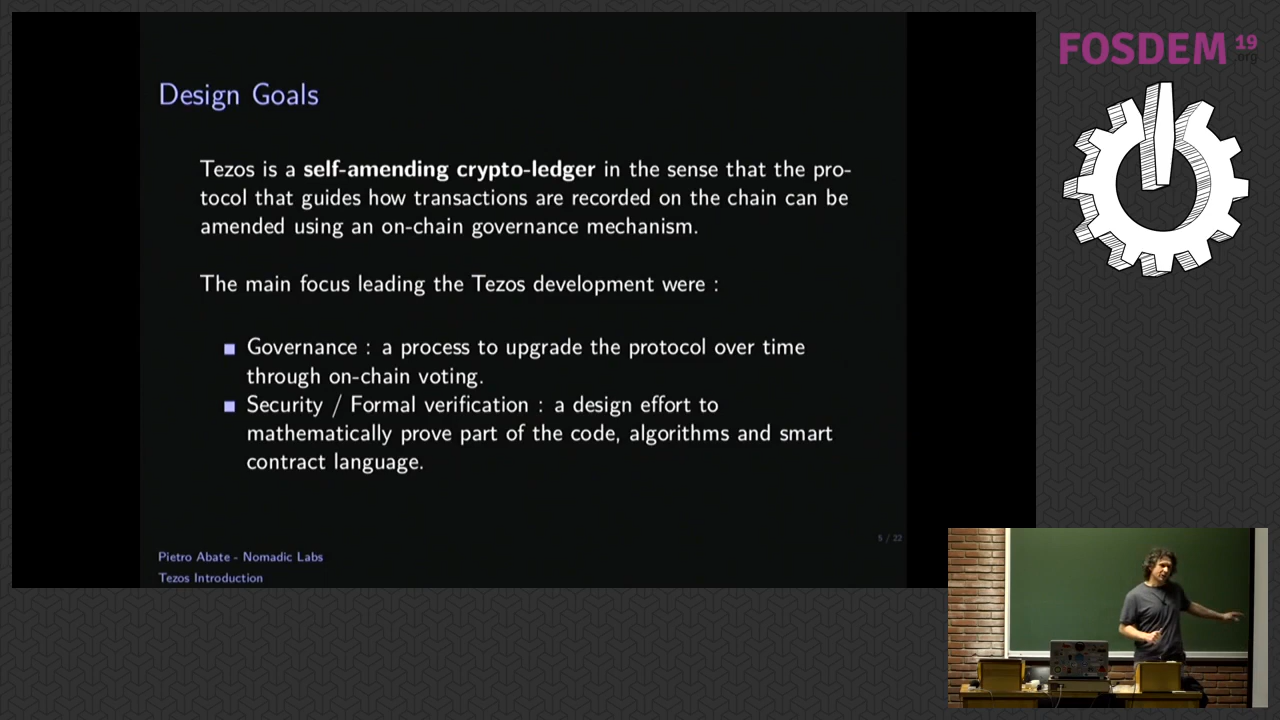 FOSDEM 19
.org
Design Goals
Tezos is a self-amending crypto-ledger in the sense that the pro-
tocol that guides how transactions are recorded on the chain can be
amended using an on-chain governance mechanism.
The main focus leading the Tezos development were :
Governance : a process to upgrade the protocol over time
through on-chain voting.
Security / Formal verification : a design effort to
mathematically prove part of the code, algorithms and smart
contract language.
5 / 22
Pietro Abate - Nomadic Labs
Tezos Introduction